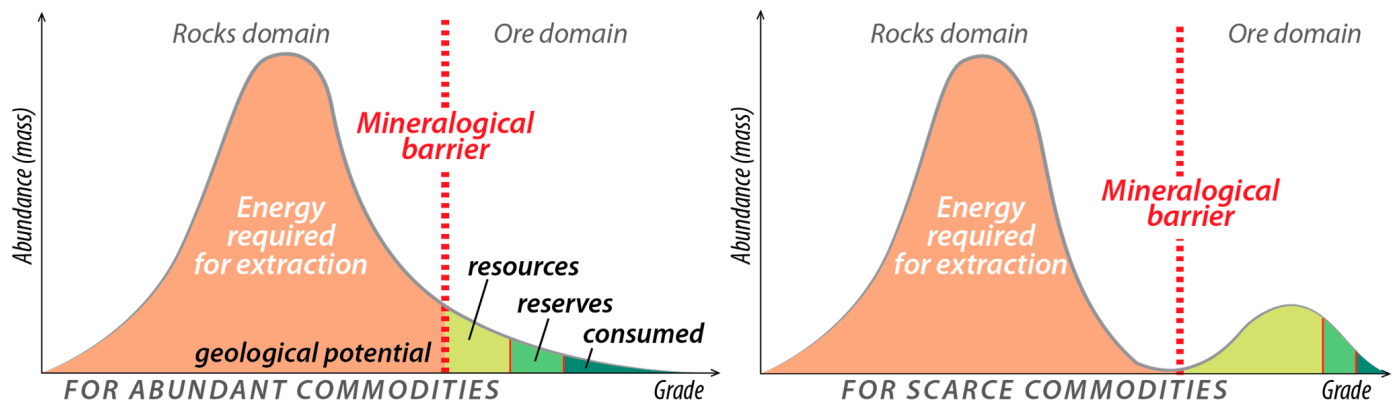 Rocks domain
Ore domain
Abundance (mass)
Mineralogical
barrier
Energy
required
for extraction
resources
reserves
consumed
geological potential
FOR ABUNDANT COMMODITIES
Grade
Rocks domain
Ore domain
Abundance (mass)
Mineralogical
barrier
Energy
required
for extraction
FOR SCARCE COMMODITIES
Grade